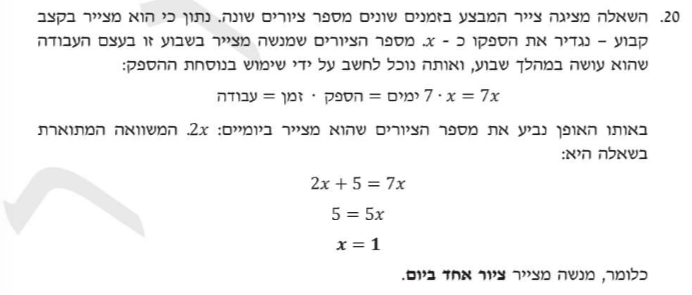 20. השאלה מציגה צייר המבצע בזמנים שונים מספר ציורים שונה. נתון כי הוא מצייר בקצב
קבוע – נגדיר את הספקו כ - x. מספר הציורים שמנשה מצייר בשבוע זו בעצם העבודה
שהוא עושה במהלך שבוע, ואותה נוכל לחשב על ידי שימוש בנוסחת ההספק:
עבודה = זמן · הספק = ימים 7 · x = 7x
באותו האופן נביע את מספר הציורים שהוא מצייר ביומיים: 2x. המשוואה המתוארת
בשאלה היא:
2x + 5 = 7x
5 = 5x
x = 1
כלומר, מנשה מצייר ציור אחד ביום.